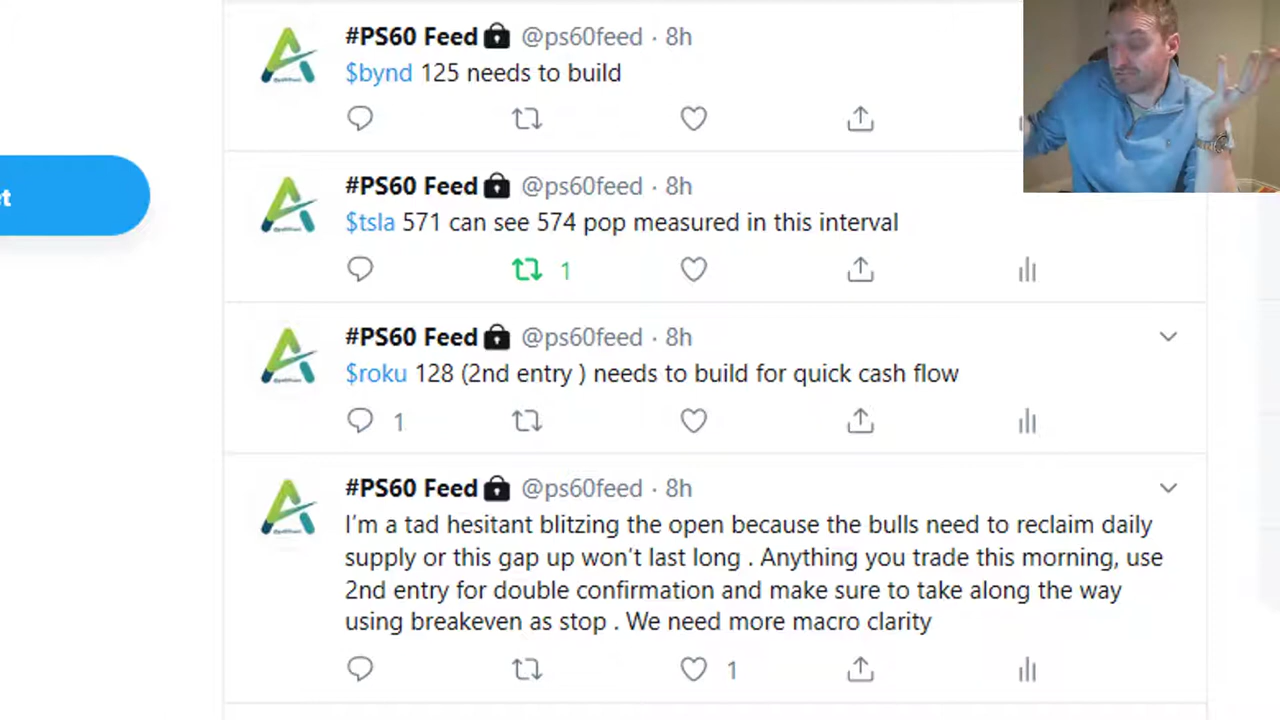 #PS60 Feed @ps60feed · 8h
$bynd 125 needs to build
#PS60 Feed @ps60feed · 8h
et
$tsla 571 can see 574 pop measured in this interval
1
#PS60 Feed @ps60feed · 8h
$roku 128 (2nd entry ) needs to build for quick cash flow
1
#PS60 Feed @ps60feed · 8h
I'm a tad hesitant blitzing the open because the bulls need to reclaim daily
supply or this gap up won't last long . Anything you trade this morning, use
2nd entry for double confirmation and make sure to take along the way
using breakeven as stop . We need more macro clarity
1